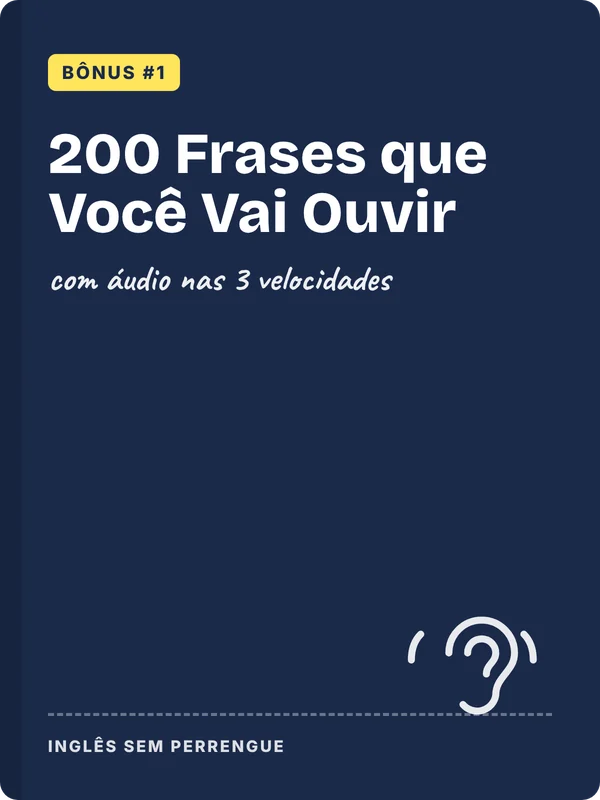 BÔNUS #1
200 Frases que
Você Vai Ouvir
com áudio nas 3 velocidades
INGLÊS SEM PERRENGUE